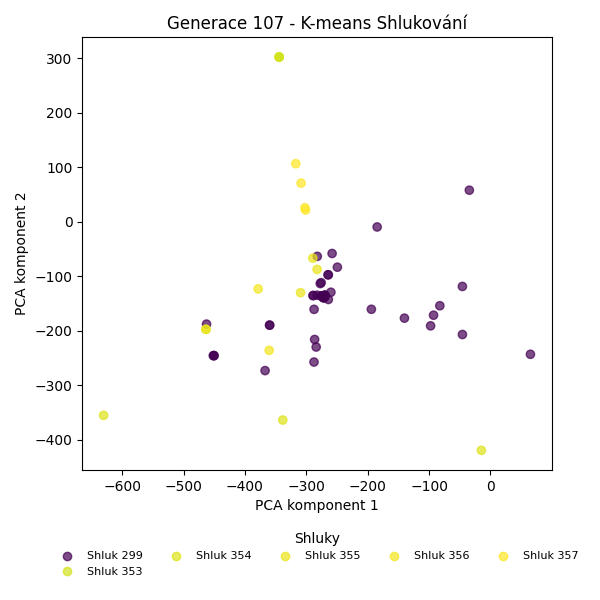 Generace 107 - K-means Shlukování
300
200
100
0
−100
−200
−300
−400
PCA komponent 2
−600 −500 −400 −300 −200 −100 0
PCA komponent 1
Shluky
Shluk 299 Shluk 354 Shluk 355 Shluk 356 Shluk 357
Shluk 353